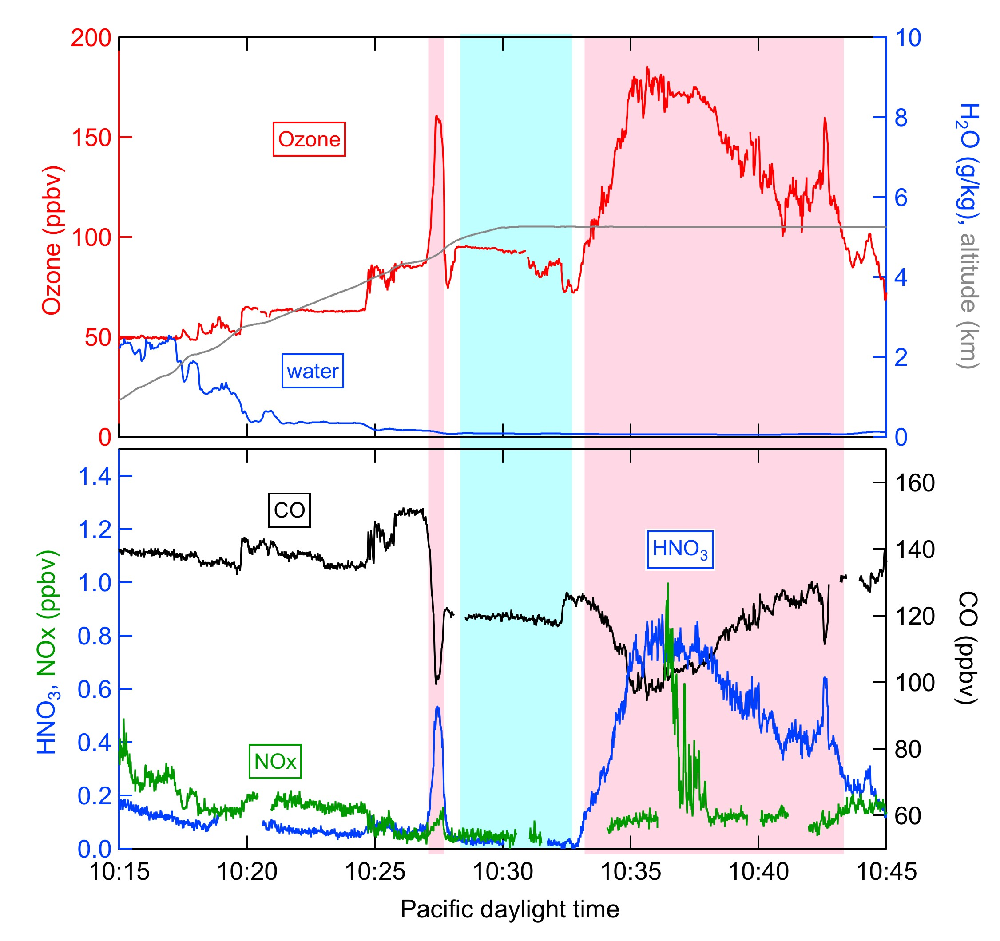 200
150
100
50
0
Ozone (ppbv)
Ozone
water
10
8
6
4
2
0
H2O (g/kg), altitude (km)
1.4
1.2
1.0
0.8
0.6
0.4
0.2
0.0
HNO3, NOx (ppbv)
CO
HNO3
NOx
160
140
120
100
80
60
CO (ppbv)
10:15 10:20 10:25 10:30 10:35 10:40 10:45
Pacific daylight time